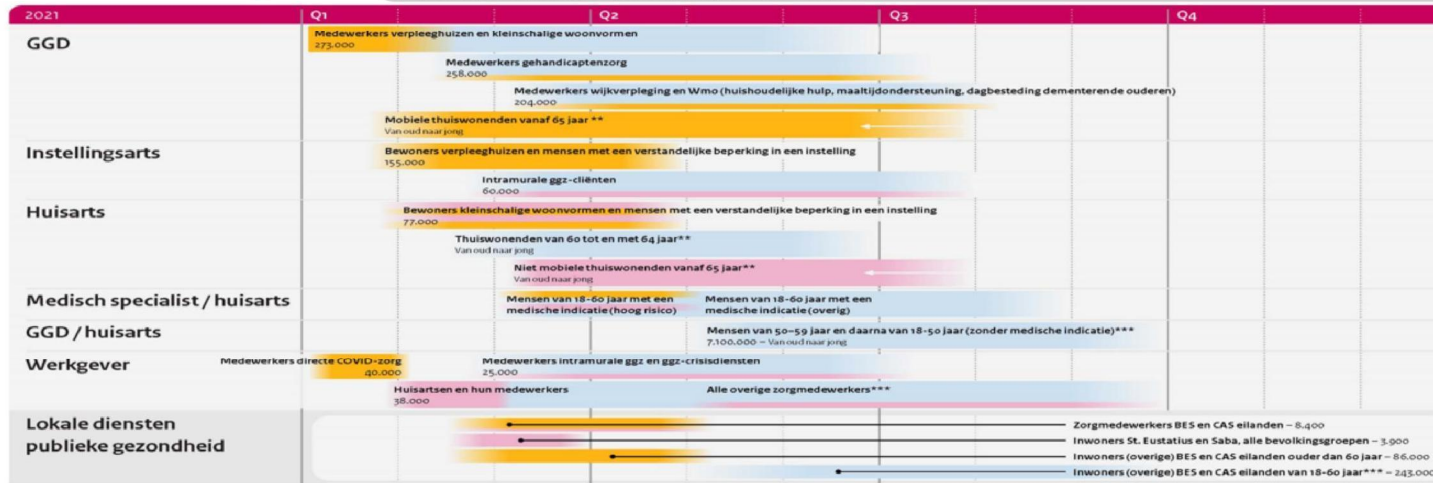 2021 Q1 Q2 Q3 Q4
GGD
Medewerkers verpleeghuizen en kleinschalige woonvormen
273.000
Medewerkers gehandicaptenzorg
258.000
Medewerkers wijkverpleging en Wmo (huishoudelijke hulp, maaltijdondersteuning, dagbesteding dementerende ouderen)
204.000
Mobiele thuiswonenden vanaf 65 jaar **
Van oud naar jong
Instellingsarts
Bewoners verpleeghuizen en mensen met een verstandelijke beperking in een instelling
155.000
Intramurale ggz-cliënten
60.000
Huisarts
Bewoners kleinschalige woonvormen en mensen met een verstandelijke beperking in een instelling
77.000
Thuiswonenden van 60 tot en met 64 jaar**
Van oud naar jong
Niet mobiele thuiswonenden vanaf 65 jaar**
Van oud naar jong
Medisch specialist / huisarts
Mensen van 18-60 jaar met een
medische indicatie (hoog risico)
Mensen van 18-60 jaar met een
medische indicatie (overig)
GGD / huisarts
Mensen van 50–59 jaar en daarna van 18-50 jaar (zonder medische indicatie)***
7.100.000 – Van oud naar jong
Werkgever
Medewerkers directe COVID-zorg
40.000
Medewerkers intramurale ggz en ggz-crisisdiensten
25.000
Huisartsen en hun medewerkers
38.000
Alle overige zorgmedewerkers***
Lokale diensten
publieke gezondheid
Zorgmedewerkers BES en CAS eilanden – 8.400
Inwoners St. Eustatius en Saba, alle bevolkingsgroepen – 3.900
Inwoners (overige) BES en CAS eilanden ouder dan 60 jaar – 86.000
Inwoners (overige) BES en CAS eilanden van 18-60 jaar*** – 243.000